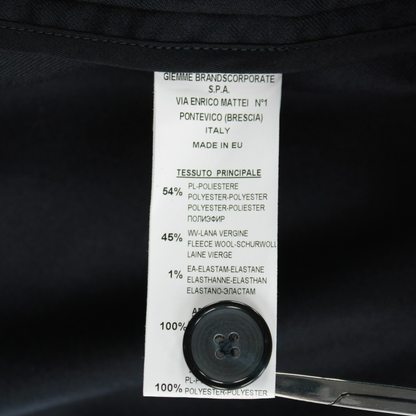 GIEMME BRANDSCORPORATE
S.P.A.
VIA ENRICO MATTEI N°1
PONTEVICO (BRESCIA)
ITALY
MADE IN EU
TESSUTO PRINCIPALE
54% PL-POLIESTERE
POLYESTER-POLYESTER
POLYESTER-POLIESTER
ПОЛИЭФИР
45% WV-LANA VERGINE
FLEECE WOOL-SCHURWOLL
LAINE VIERGE
1% EA-ELASTAM-ELASTANE
ELASTHANNE-ELASTHAN
ELASTANO-ЭЛАСТАМ
100%
100% POLYESTER-POLYESTER